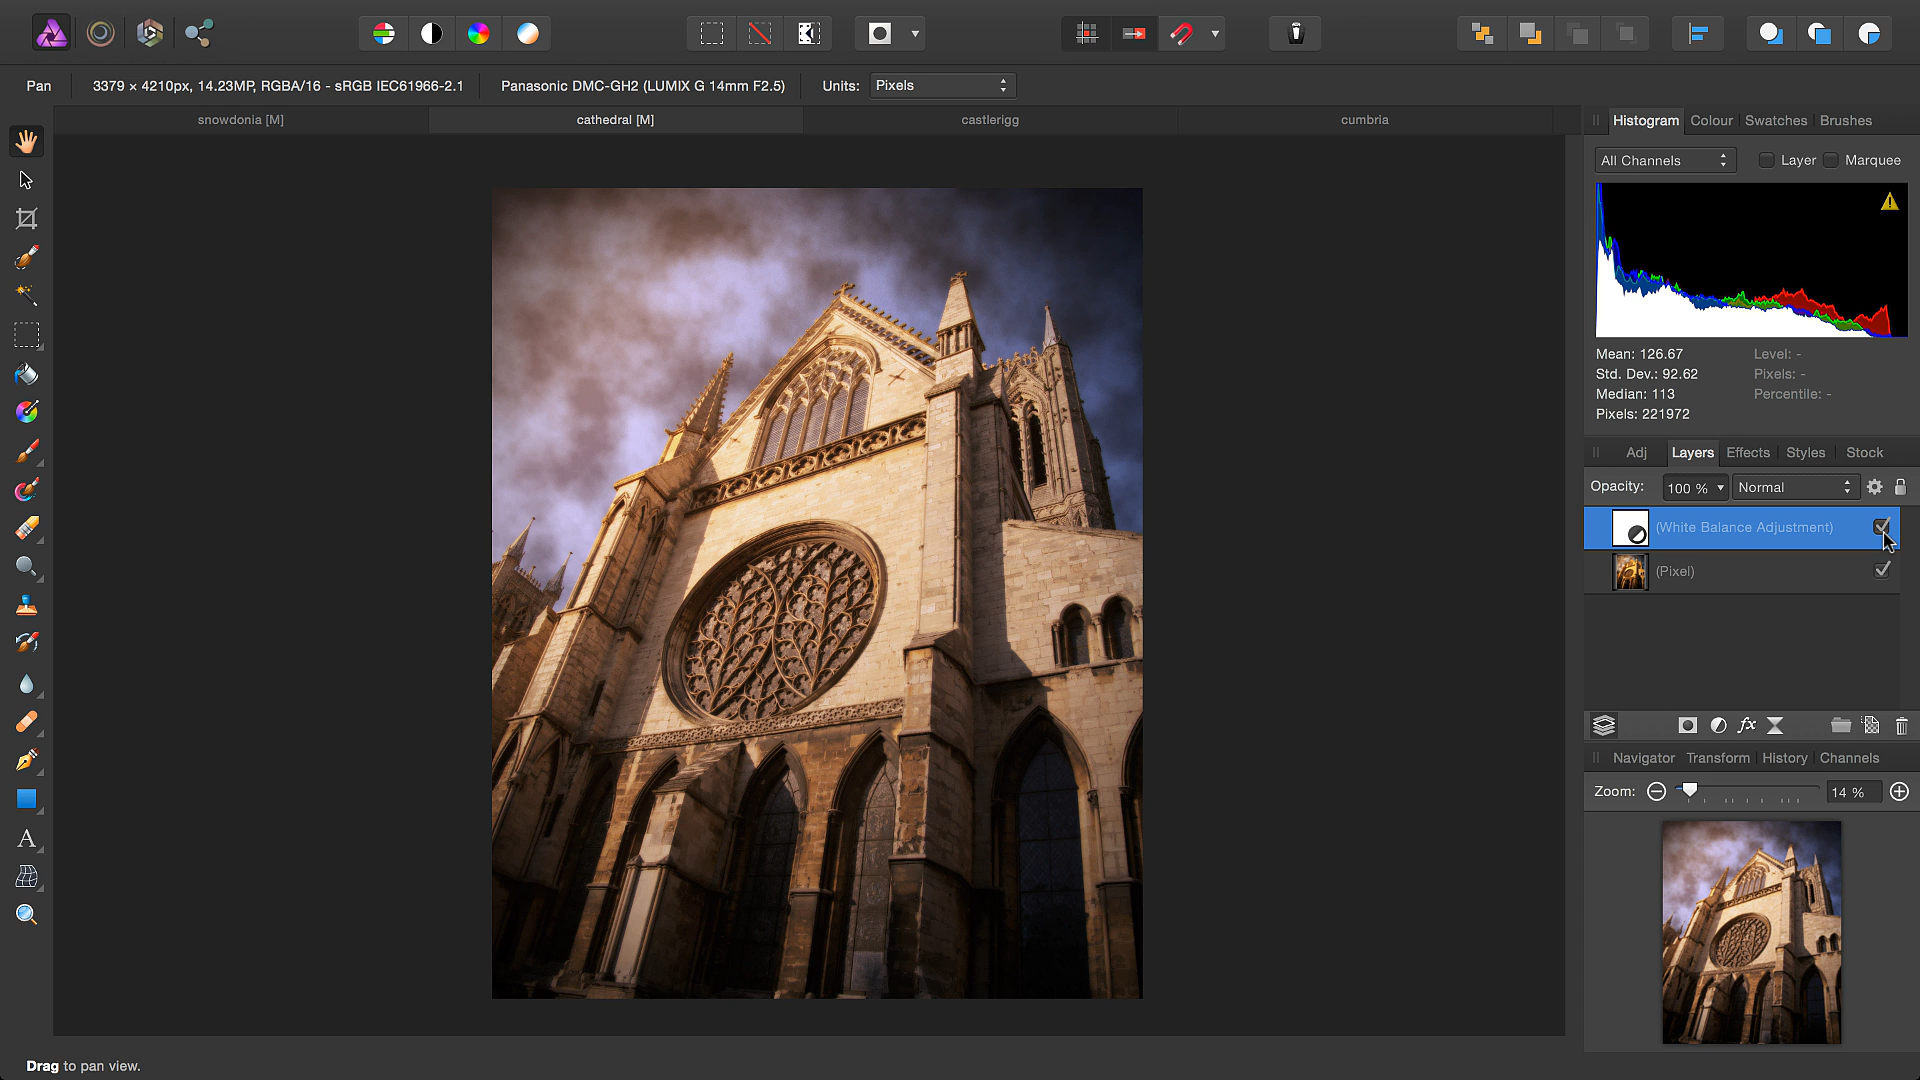 Pan
3379 × 4210px, 14.23MP, RGBA/16 - sRGB IEC61966-2.1
Panasonic DMC-GH2 (LUMIX G 14mm F2.5)
Units:
Pixels
snowdonia [M]
cathedral [M]
castlerigg
cumbria
Histogram
Colour
Swatches
Brushes
All Channels
Layer
Marquee
Mean: 126.67
Level: -
Std. Dev.: 92.62
Pixels: -
Median: 113
Percentile: -
Pixels: 221972
Adj
Layers
Effects
Styles
Stock
Opacity:
100 %
Normal
(White Balance Adjustment)
(Pixel)
fx
Navigator
Transform
History
Channels
Zoom:
14 %
A
Drag to pan view.